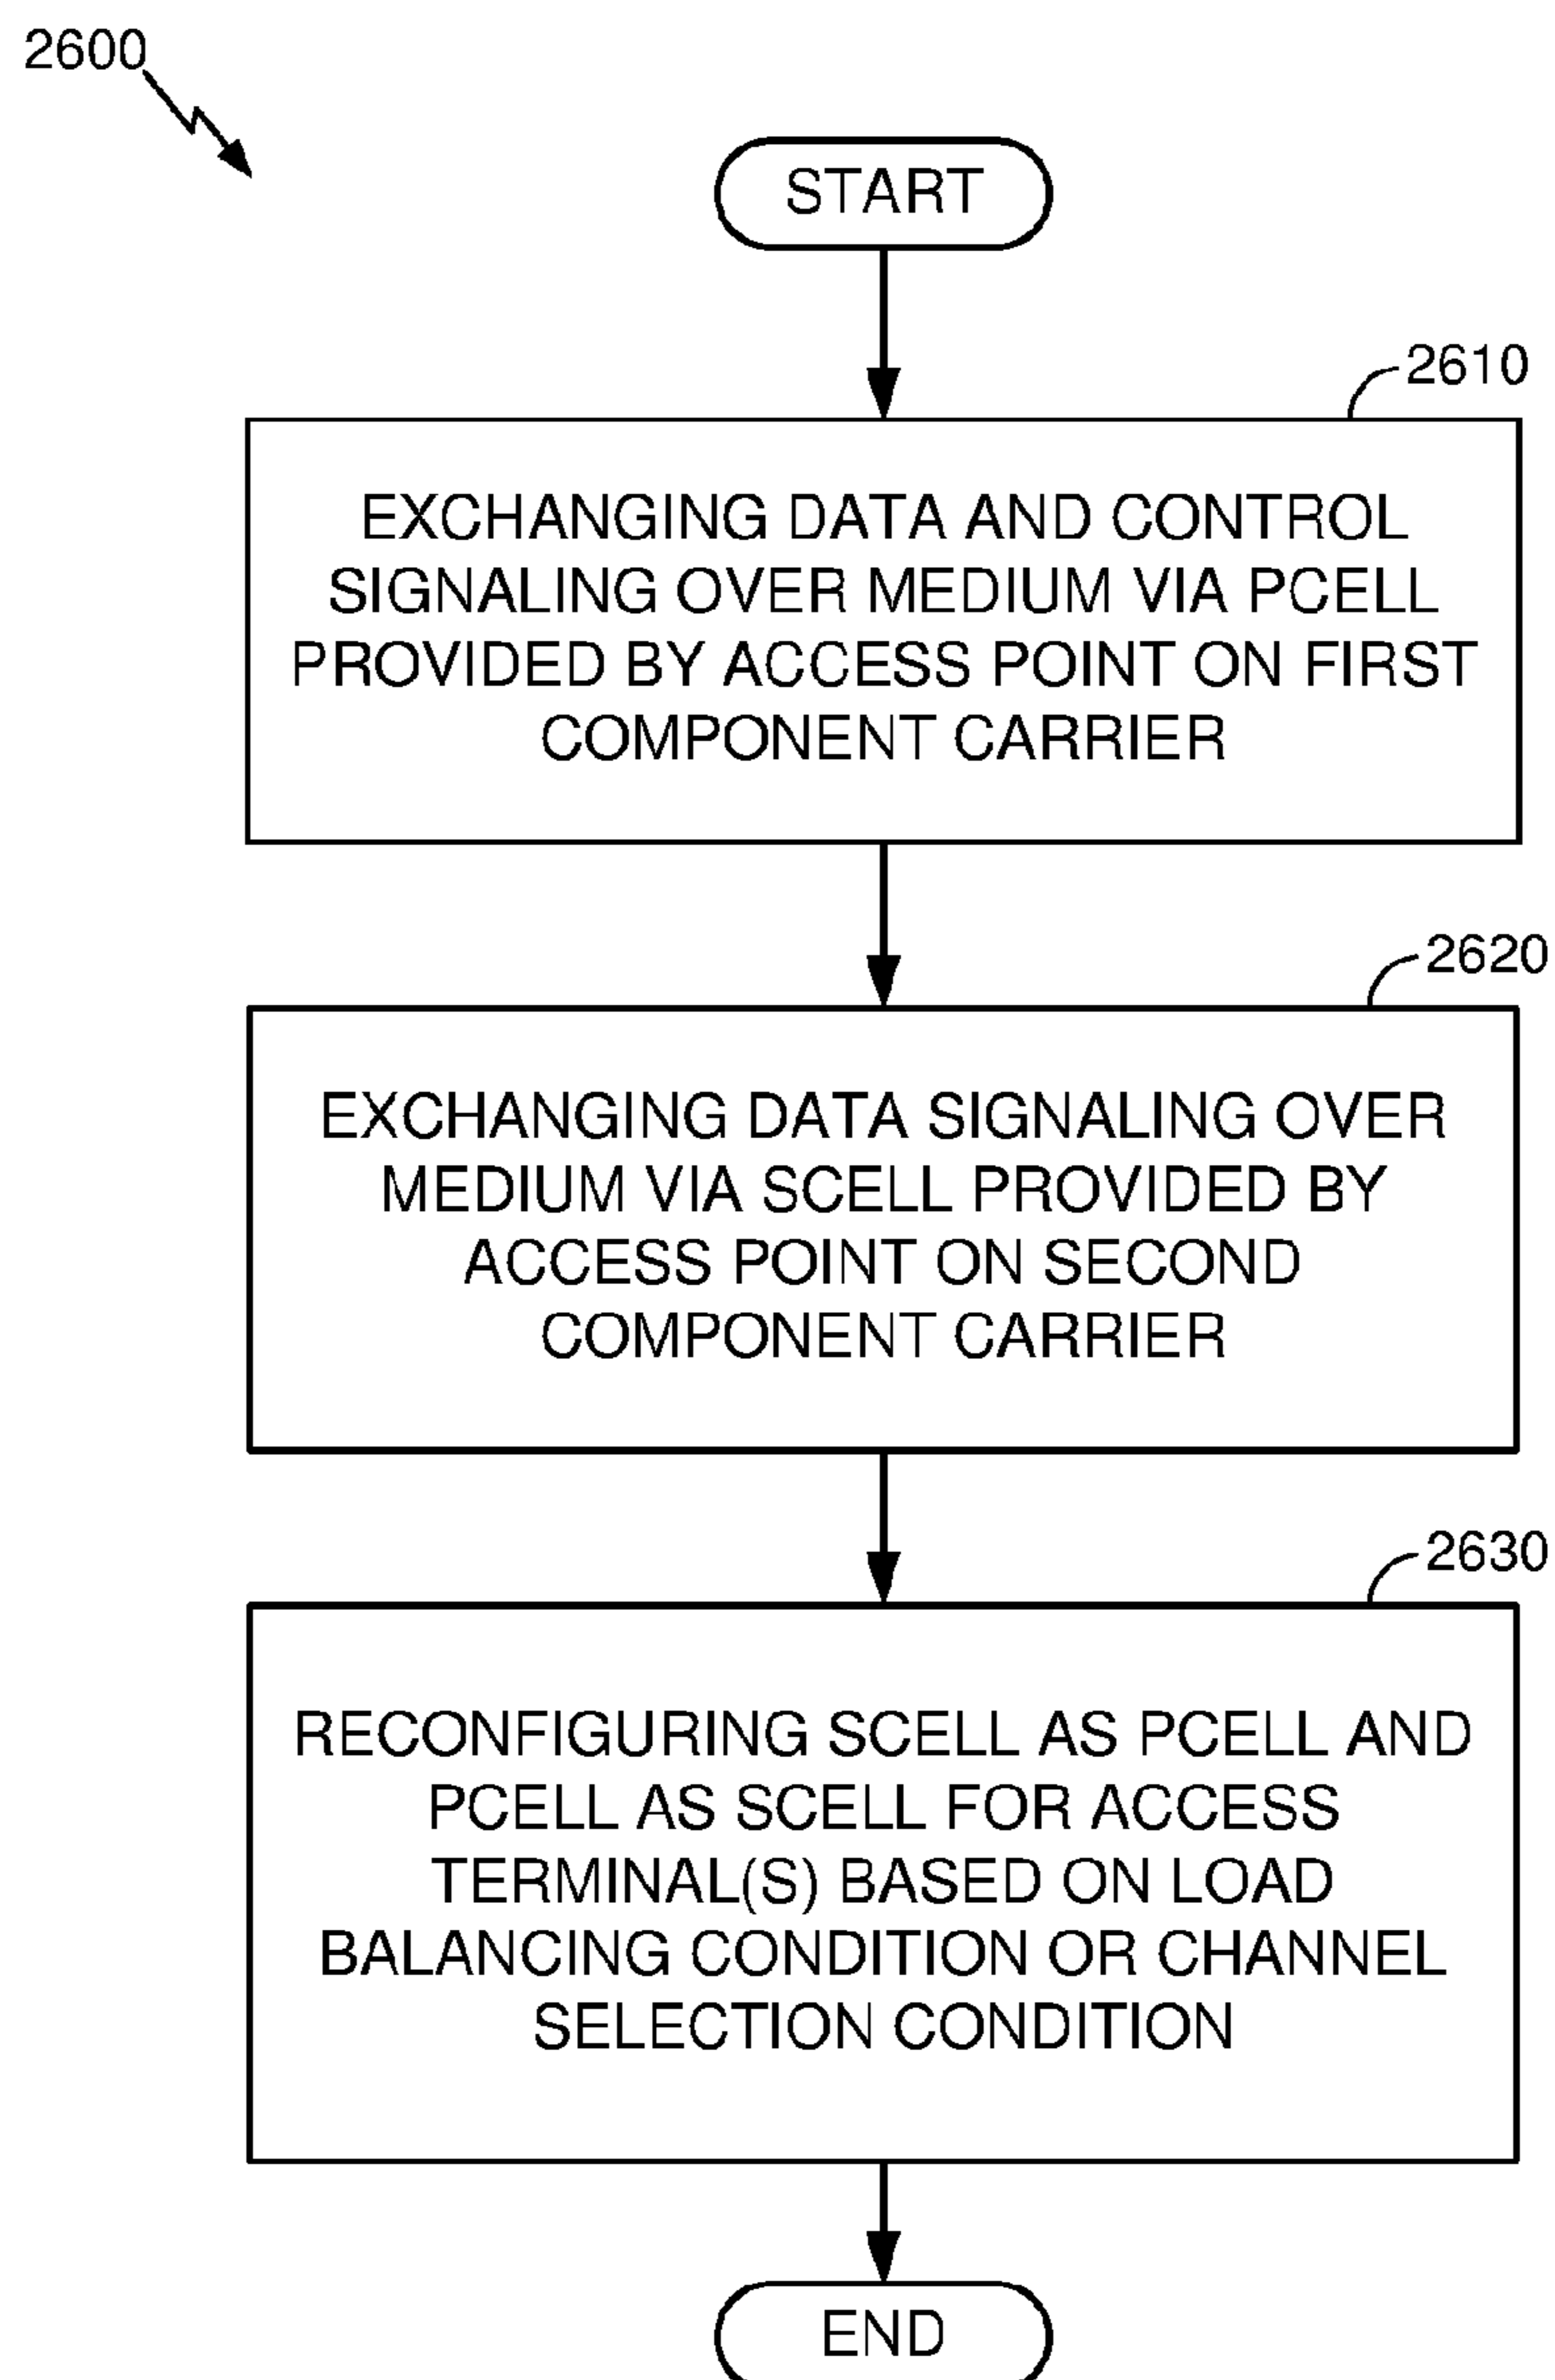 2600
START
2610
EXCHANGING DATA AND CONTROL
SIGNALING OVER MEDIUM VIA PCELL
PROVIDED BY ACCESS POINT ON FIRST
COMPONENT CARRIER
2620
EXCHANGING DATA SIGNALING OVER
MEDIUM VIA SCELL PROVIDED BY
ACCESS POINT ON SECOND
COMPONENT CARRIER
2630
RECONFIGURING SCELL AS PCELL AND
PCELL AS SCELL FOR ACCESS
TERMINAL(S) BASED ON LOAD
BALANCING CONDITION OR CHANNEL
SELECTION CONDITION
END